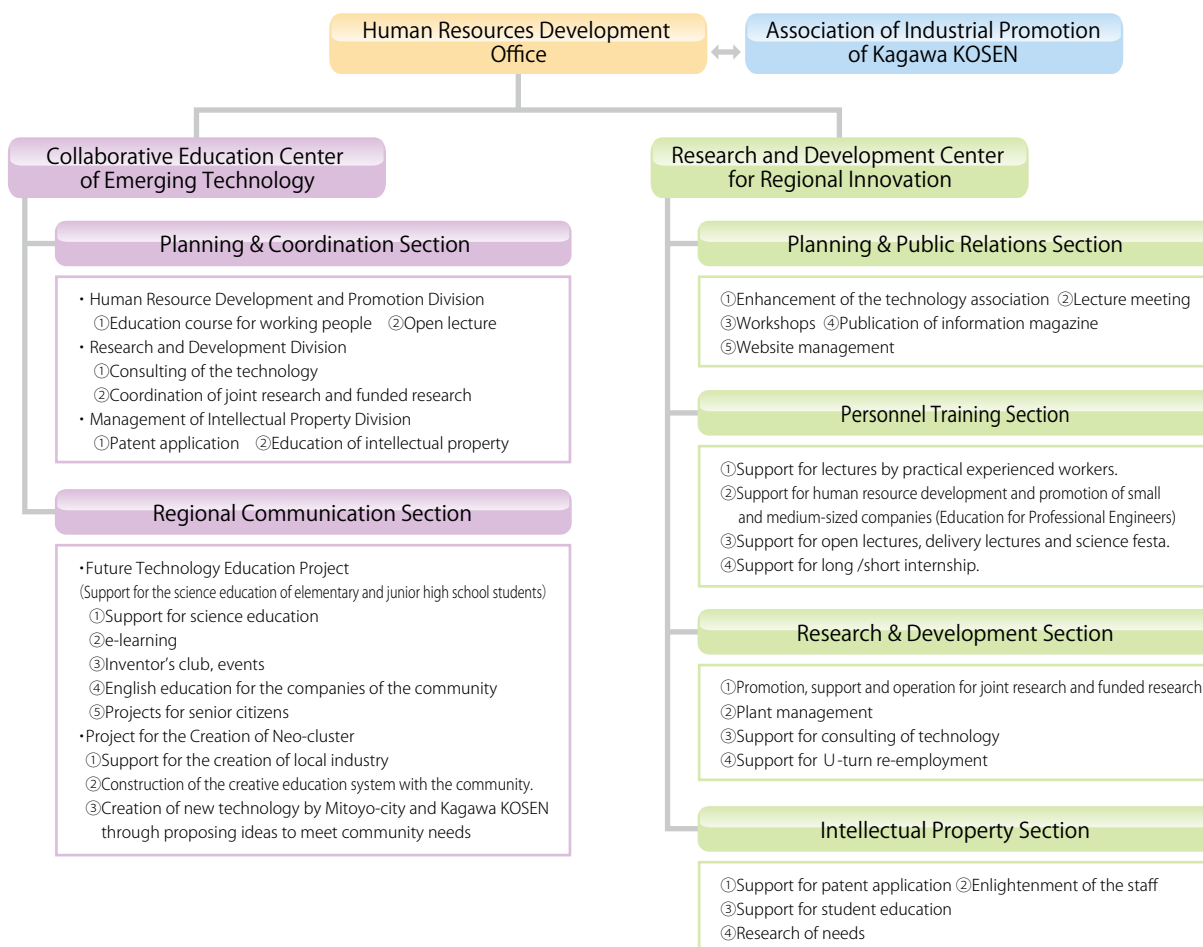 Human Resources Development
Office
Association of Industrial Promotion
of Kagawa KOSEN
Collaborative Education Center
of Emerging Technology
Planning & Coordination Section
・Human Resource Development and Promotion Division
①Education course for working people ②Open lecture
・Research and Development Division
①Consulting of the technology
②Coordination of joint research and funded research
・Management of Intellectual Property Division
①Patent application ②Education of intellectual property
Regional Communication Section
・Future Technology Education Project
(Support for the science education of elementary and junior high school students)
①Support for science education
②e-learning
③Inventor's club, events
④English education for the companies of the community
⑤Projects for senior citizens
・Project for the Creation of Neo-cluster
①Support for the creation of local industry
②Construction of the creative education system with the community.
③Creation of new technology by Mitoyo-city and Kagawa KOSEN
through proposing ideas to meet community needs
Research and Development Center
for Regional Innovation
Planning & Public Relations Section
①Enhancement of the technology association ②Lecture meeting
③Workshops ④Publication of information magazine
⑤Website management
Personnel Training Section
①Support for lectures by practical experienced workers.
②Support for human resource development and promotion of small
and medium-sized companies (Education for Professional Engineers)
③Support for open lectures, delivery lectures and science festa.
④Support for long /short internship.
Research & Development Section
①Promotion, support and operation for joint research and funded research
②Plant management
③Support for consulting of technology
④Support for U-turn re-employment
Intellectual Property Section
①Support for patent application ②Enlightenment of the staff
③Support for student education
④Research of needs